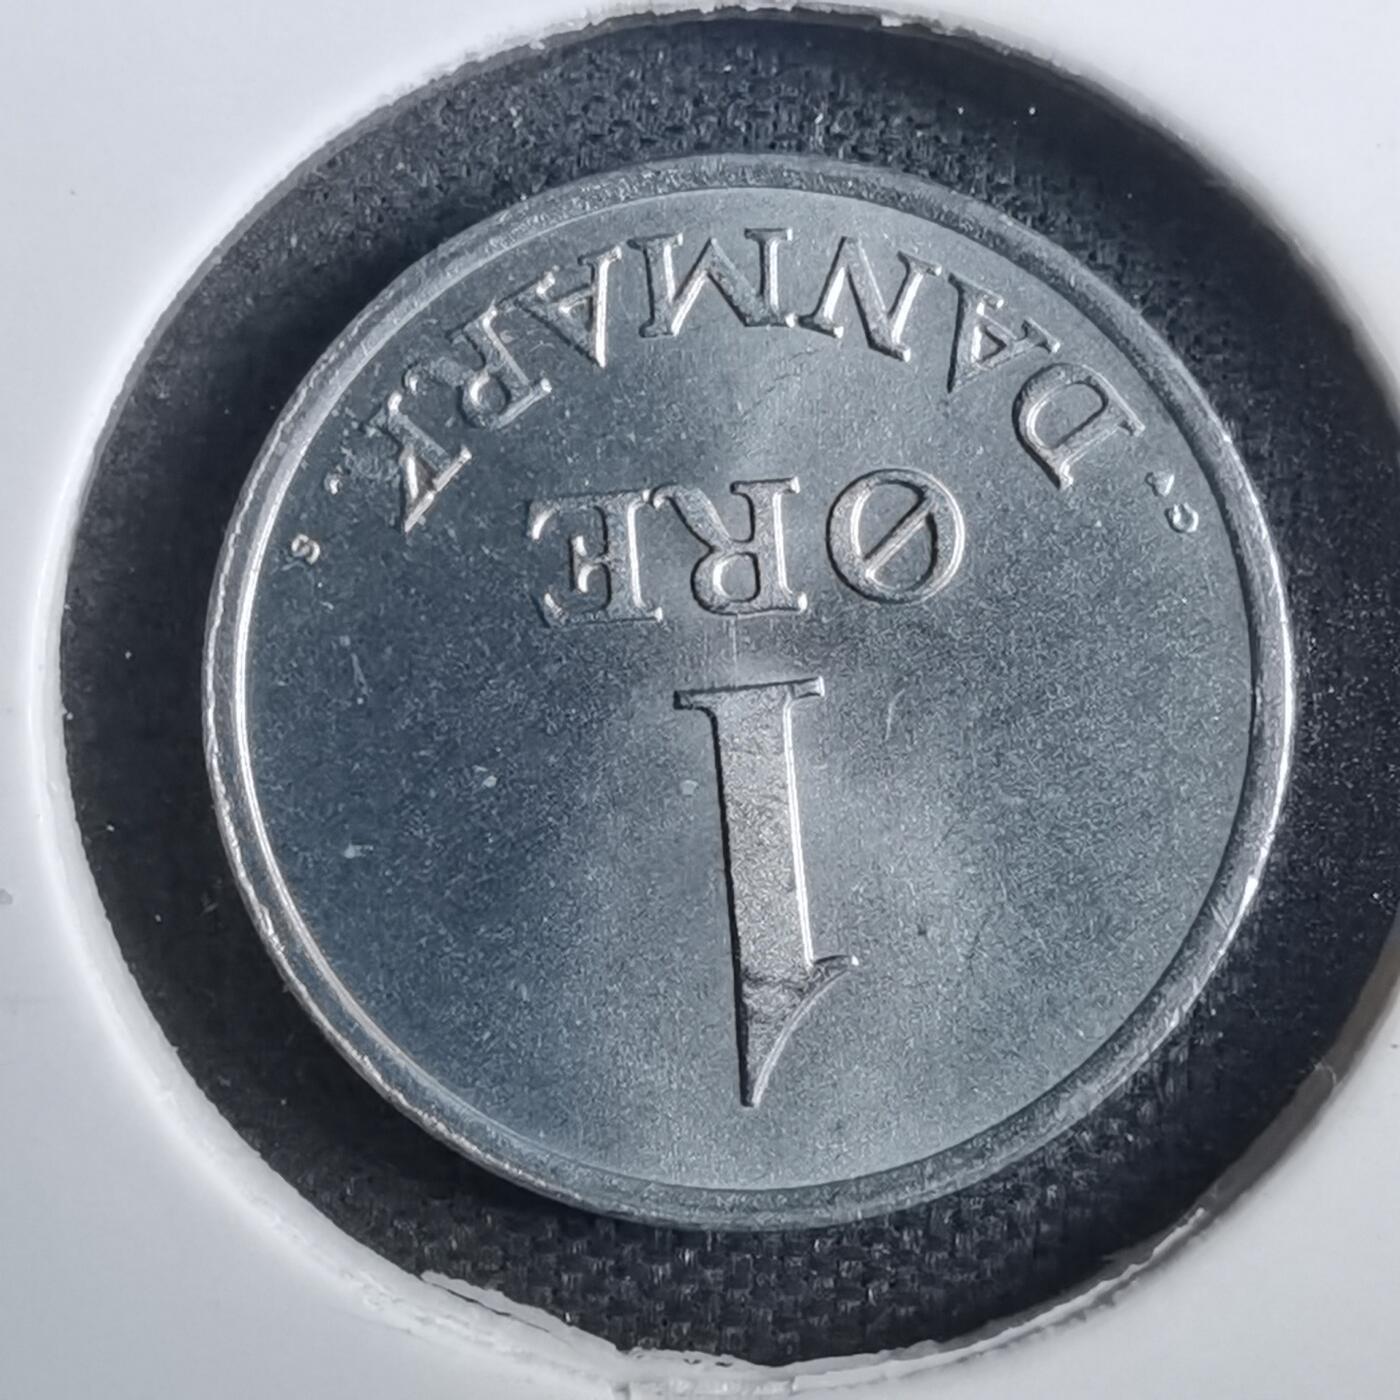 1
ØRE
C ♥ DANMARK S